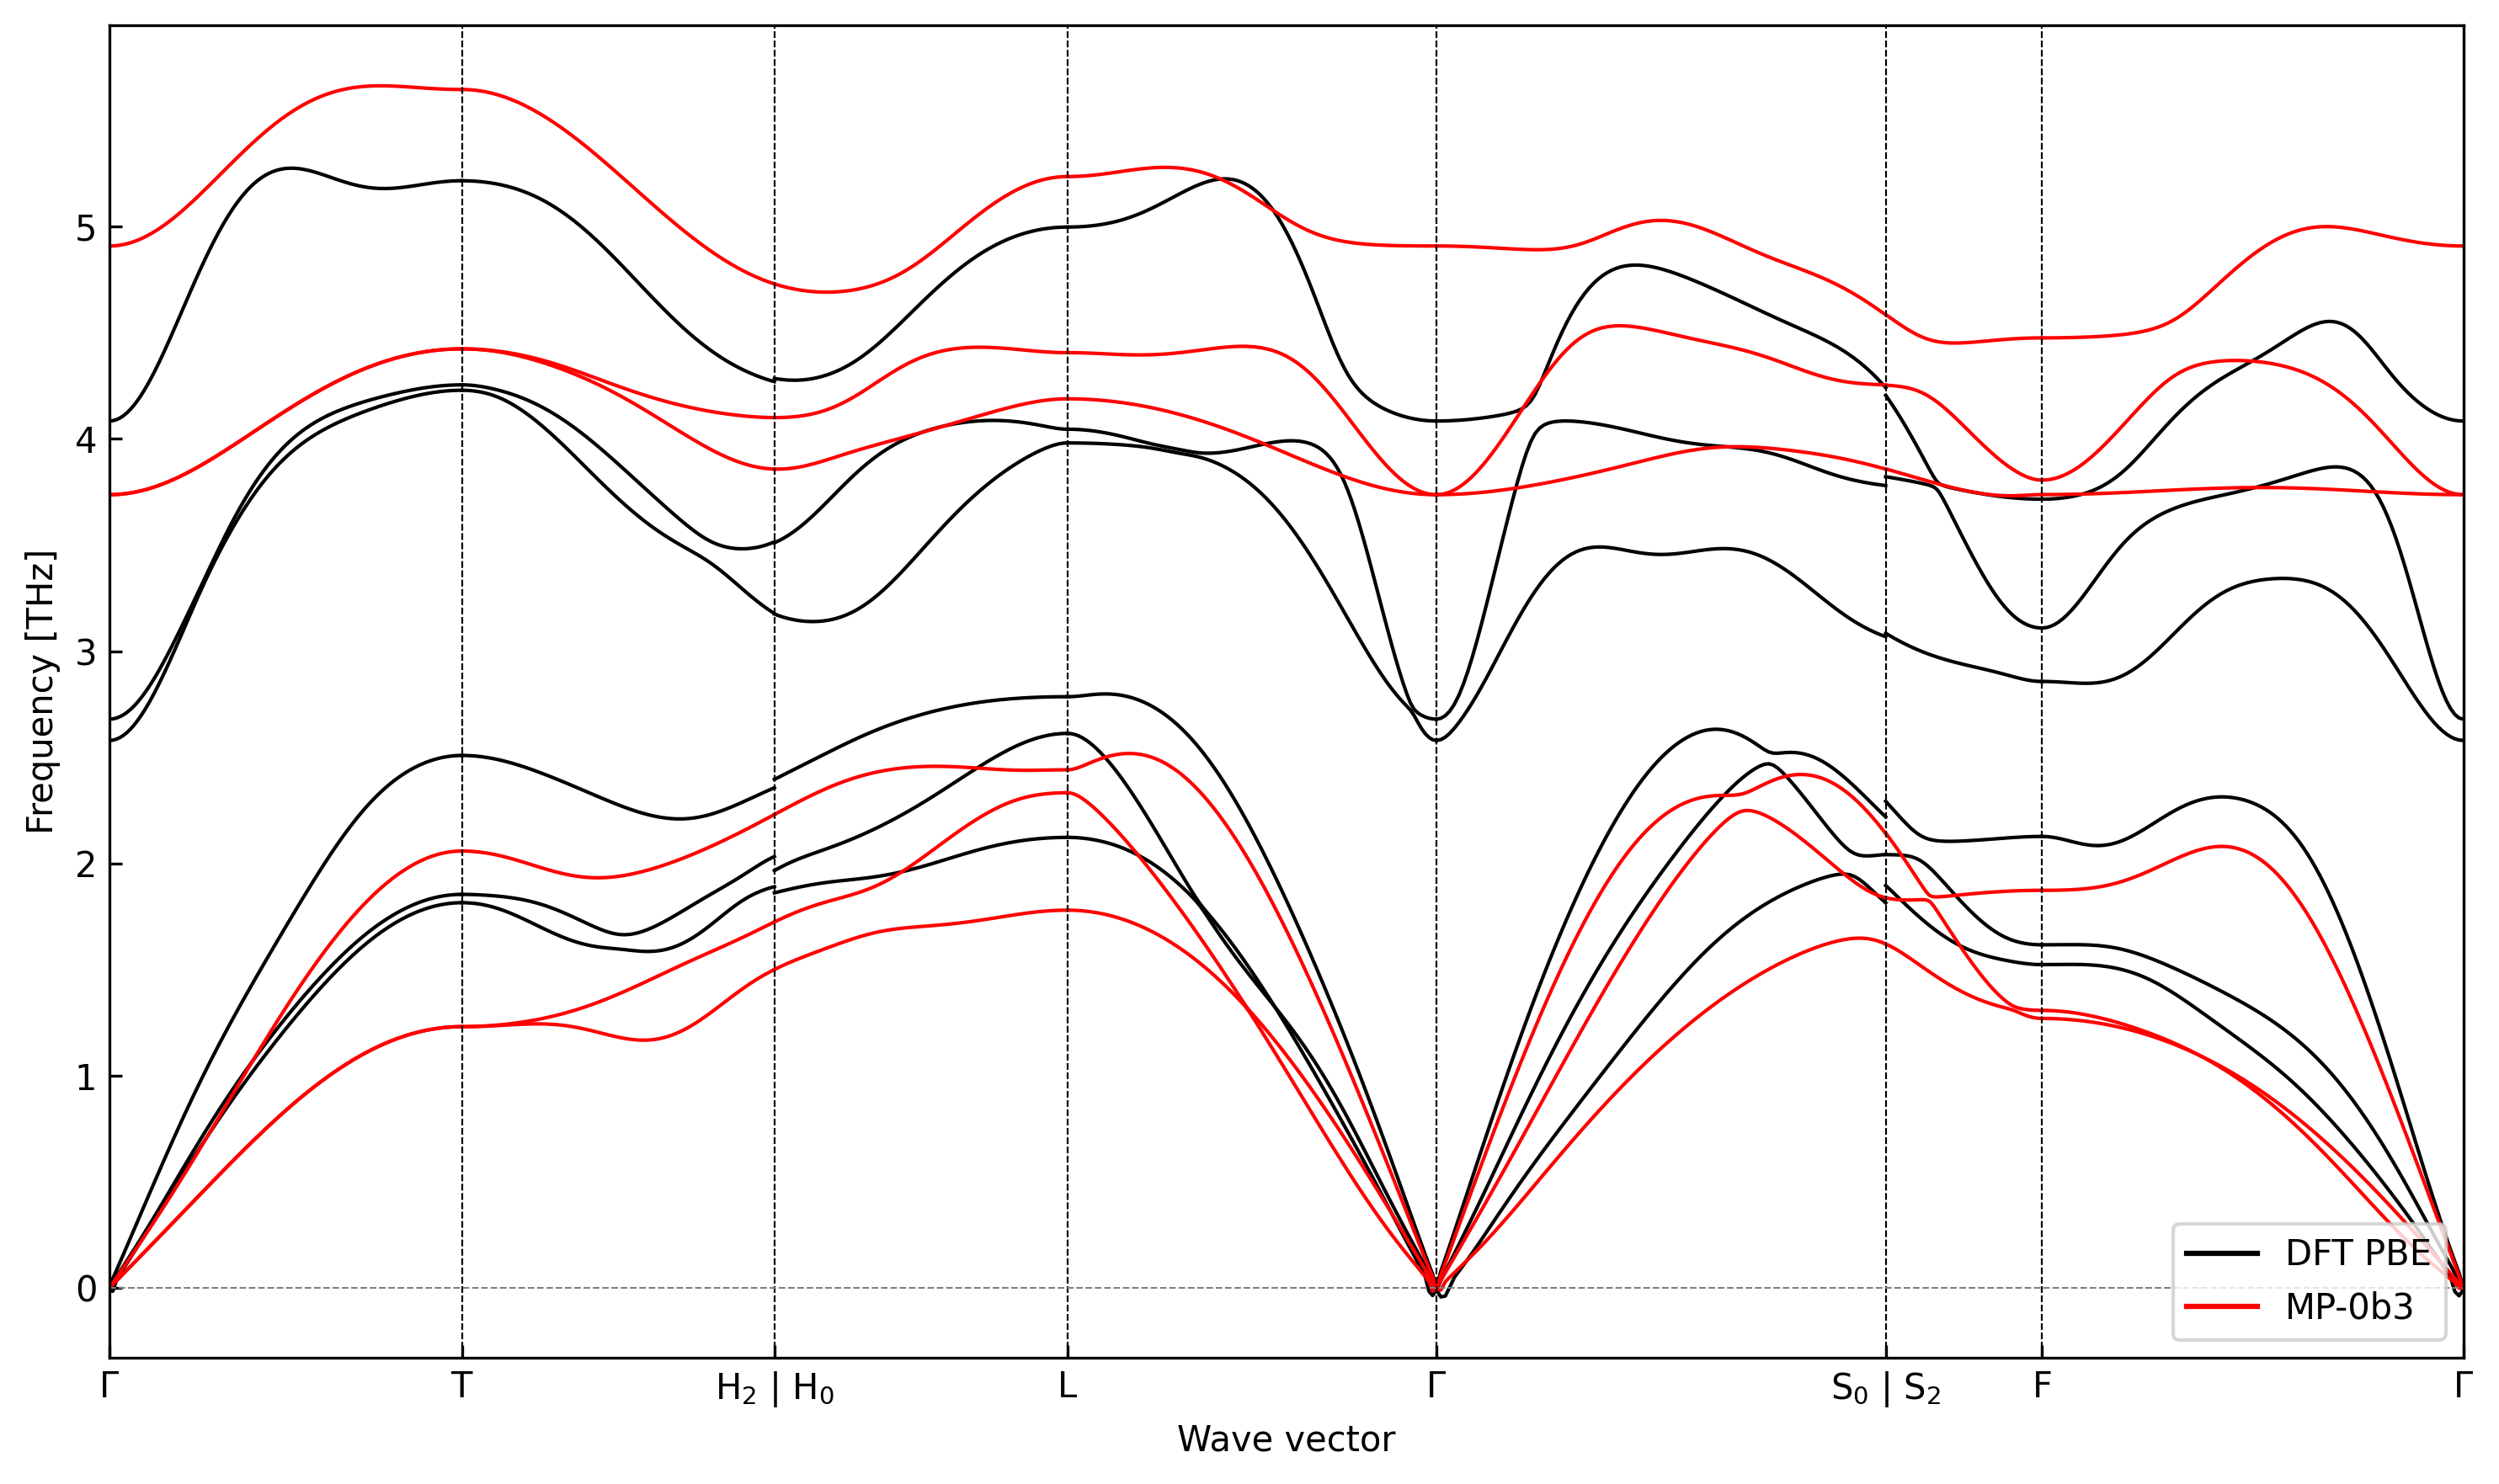 Frequency [THz]
5
4
3
2
1
0
DFT PBE
MP-0b3
Γ T H₂ | H₀ L Γ S₀ | S₂ F Γ
Wave vector